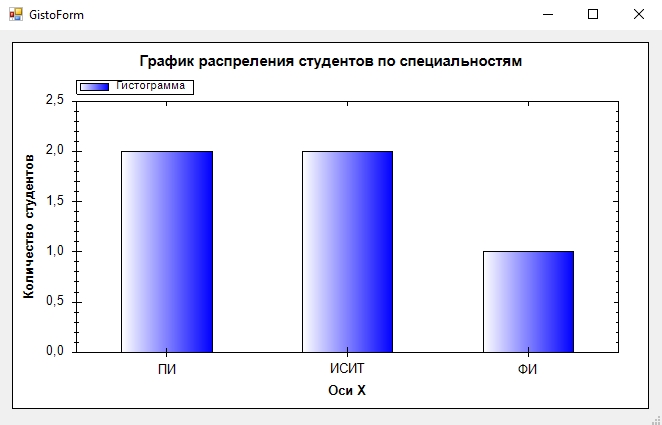 GistoForm
График распреления студентов по специальностям
Гистограмма
Количество студентов
2,5
2,0
1,5
1,0
0,5
0,0
ПИ
ИСИТ
ФИ
Оси X